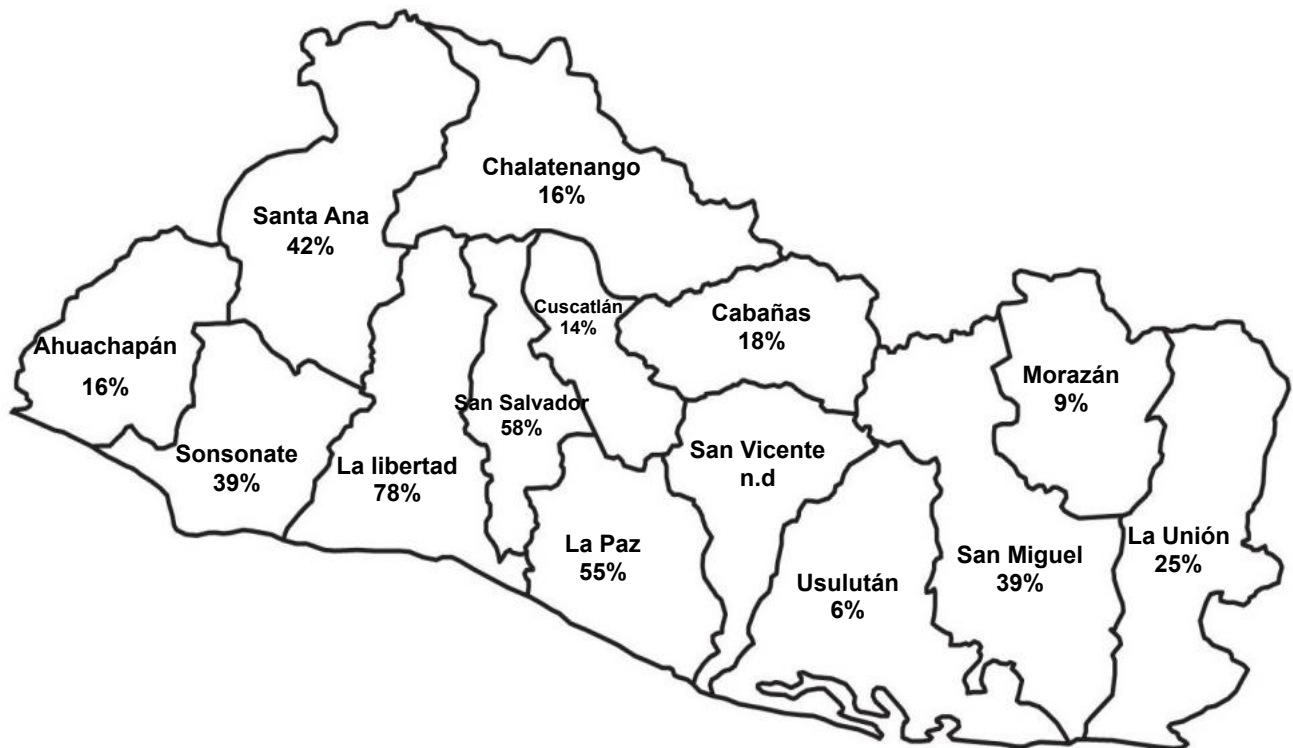 Chalatenango
16%
Santa Ana
42%
Cuscatlán
14%
Cabañas
18%
Ahuachapán
16%
Morazán
9%
San Salvador
58%
Sonsonate
39%
La libertad
78%
San Vicente
n.d
La Paz
55%
Usulután
6%
San Miguel
39%
La Unión
25%